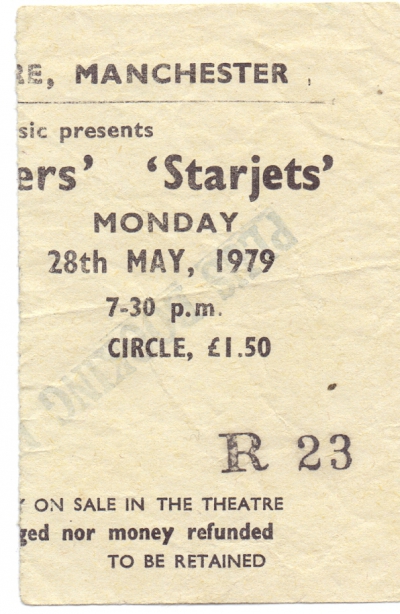 RE, MANCHESTER
sic presents
ers' 'Starjets'
MONDAY
28th MAY, 1979
7-30 p.m.
CIRCLE, £1.50
R 23
Y ON SALE IN THE THEATRE
ged nor money refunded
TO BE RETAINED